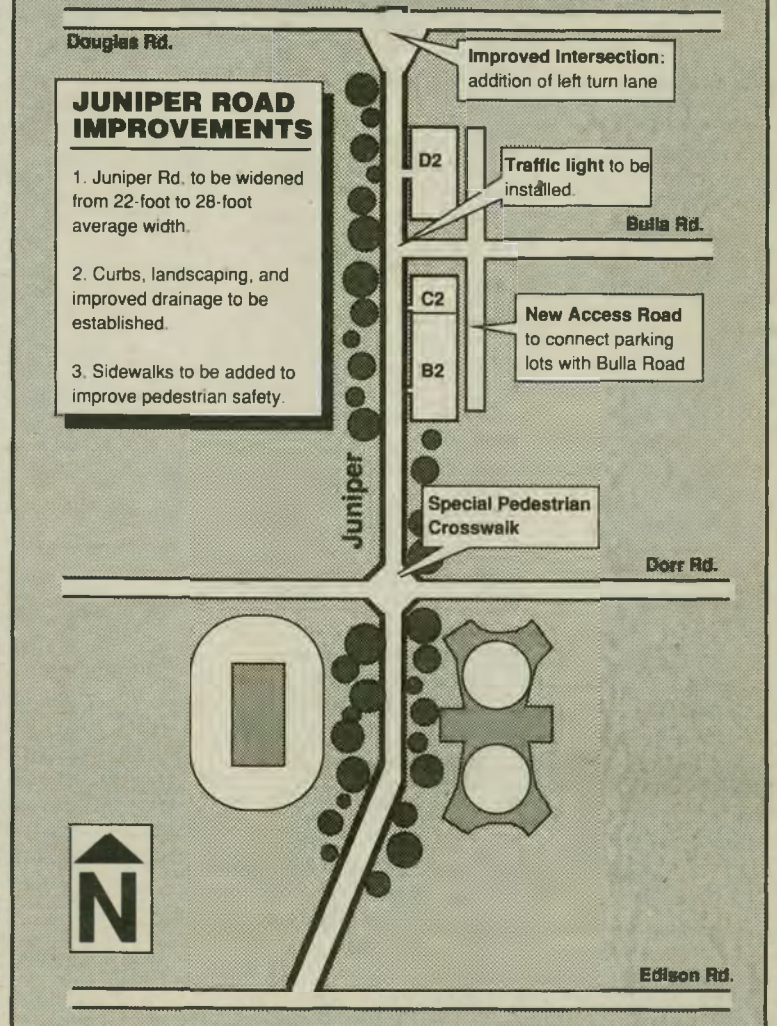 Douglas Rd.
Improved Intersection:
addition of left turn lane
JUNIPER ROAD
IMPROVEMENTS
1. Juniper Rd. to be widened
from 22-foot to 28-foot
average width.
2. Curbs, landscaping, and
improved drainage to be
established.
3. Sidewalks to be added to
improve pedestrian safety.
D2
Traffic light to be
installed.
Bulla Rd.
C2
B2
New Access Road
to connect parking
lots with Bulla Road
Juniper
Special Pedestrian
Crosswalk
Dorr Rd.
N
Edison Rd.